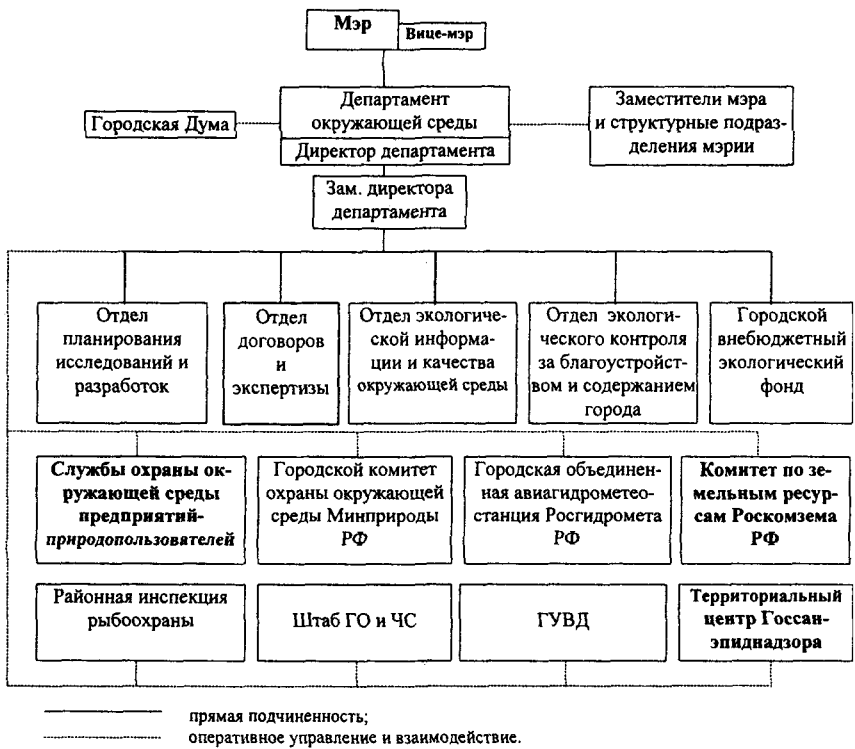 Мэр
Вице-мэр
Департамент
окружающей среды
Директор департамента
Городская Дума
Заместители мэра
и структурные подраз-
деления мэрии
Зам. директора
департамента
Отдел
планирования
исследований и
разработок
Отдел
договоров
и
экспертизы
Отдел экологиче-
ской информа-
ции и качества
окружающей среды
Отдел экологи-
ческого контроля
за благоустройст-
вом и содержанием
города
Городской
внебюджетный
экологический
фонд
Службы охраны ок-
ружающей среды
предприятий-
природопользователей
Городской комитет
охраны окружающей
среды Минприроды
РФ
Городская объединен-
ная авиагидрометео-
станция Росгидромета
РФ
Комитет по зе-
мельным ресур-
сам Роскомзема
РФ
Районная инспекция
рыбоохраны
Штаб ГО и ЧС
ГУВД
Территориальный
центр Госсан-
эпиднадзора
прямая подчиненность;
оперативное управление и взаимодействие.